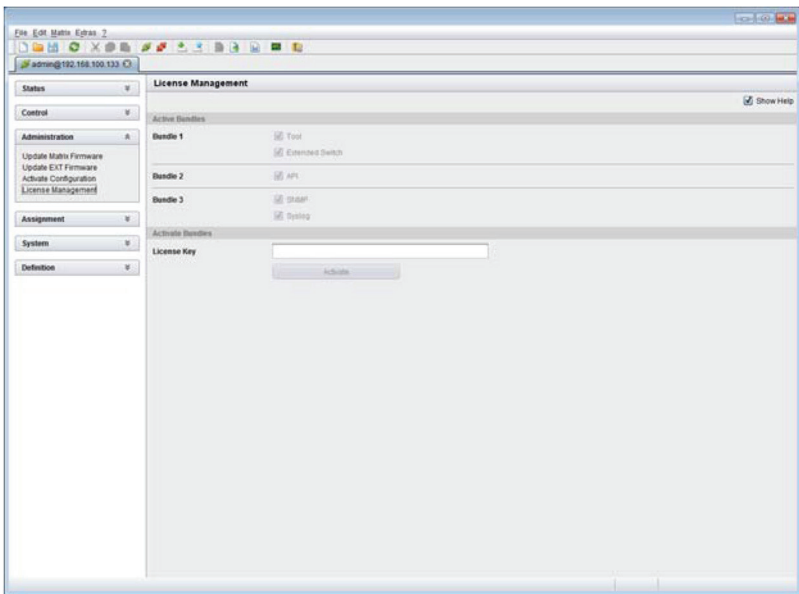 File Edit Matrix Extras ?
admin@192.168.100.133
Status
Control
Administration
Update Matrix Firmware
Update EXT Firmware
Activate Configuration
License Management
Assignment
System
Definition
License Management
Show Help
Active Bundles
Bundle 1
Tool
Extended Switch
Bundle 2
API
Bundle 3
SNMP
Syslog
Activate Bundles
License Key
Activate